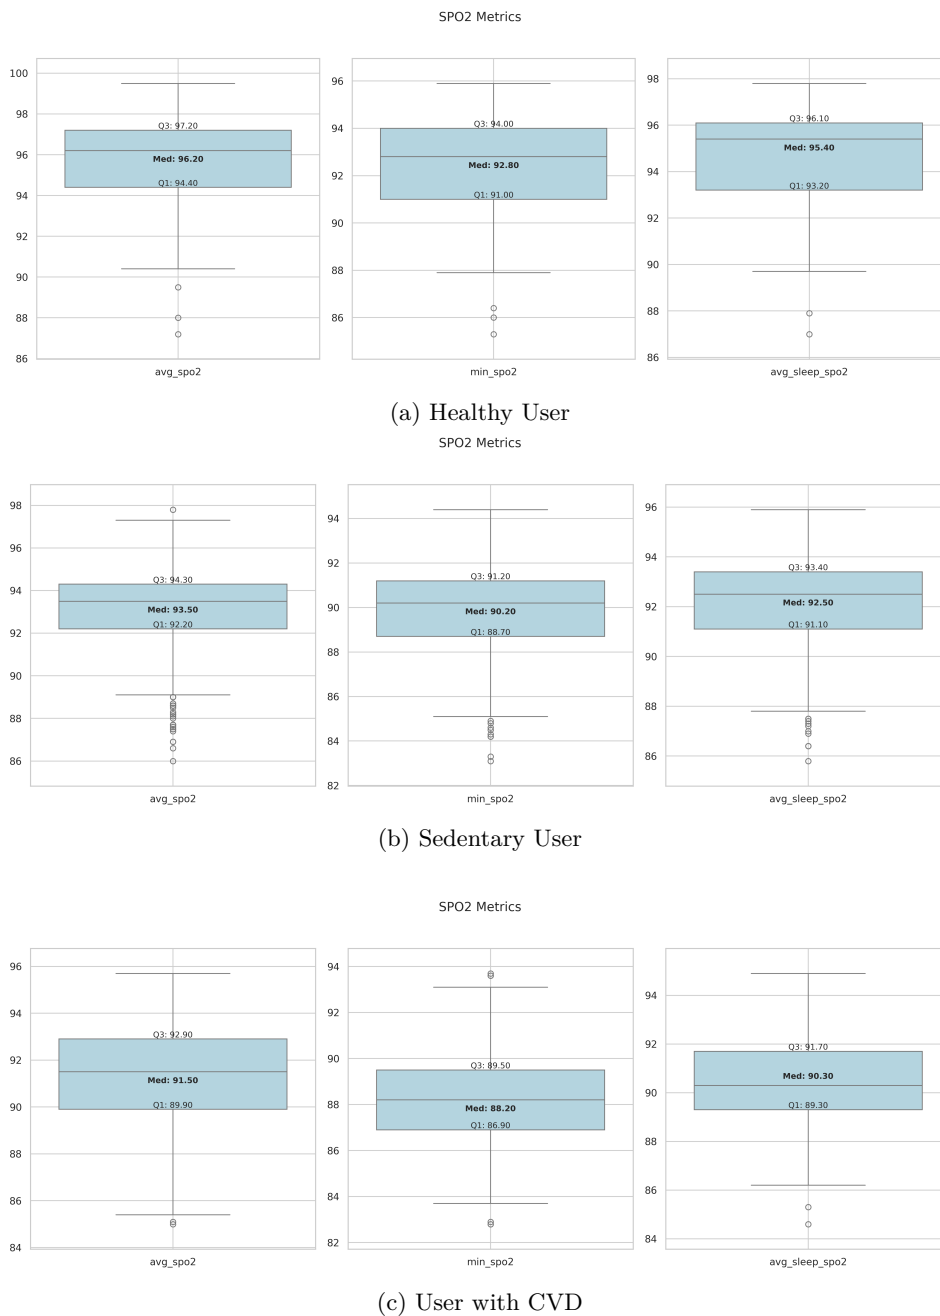 SPO2 Metrics
100
98
96
94
92
90
88
86
Q3: 97.20
Med: 96.20
Q1: 94.40
avg_spo2
96
94
92
90
88
86
Q3: 94.00
Med: 92.80
Q1: 91.00
min_spo2
98
96
94
92
90
88
86
Q3: 96.10
Med: 95.40
Q1: 93.20
avg_sleep_spo2
(a) Healthy User
SPO2 Metrics
98
96
94
92
90
88
86
Q3: 94.30
Med: 93.50
Q1: 92.20
avg_spo2
94
92
90
88
86
84
82
Q3: 91.20
Med: 90.20
Q1: 88.70
min_spo2
96
94
92
90
88
86
Q3: 93.40
Med: 92.50
Q1: 91.10
avg_sleep_spo2
(b) Sedentary User
SPO2 Metrics
96
94
92
90
88
86
84
Q3: 92.90
Med: 91.50
Q1: 89.90
avg_spo2
94
92
90
88
86
84
82
Q3: 89.50
Med: 88.20
Q1: 86.90
min_spo2
94
92
90
88
86
84
Q3: 91.70
Med: 90.30
Q1: 89.30
avg_sleep_spo2
(c) User with CVD